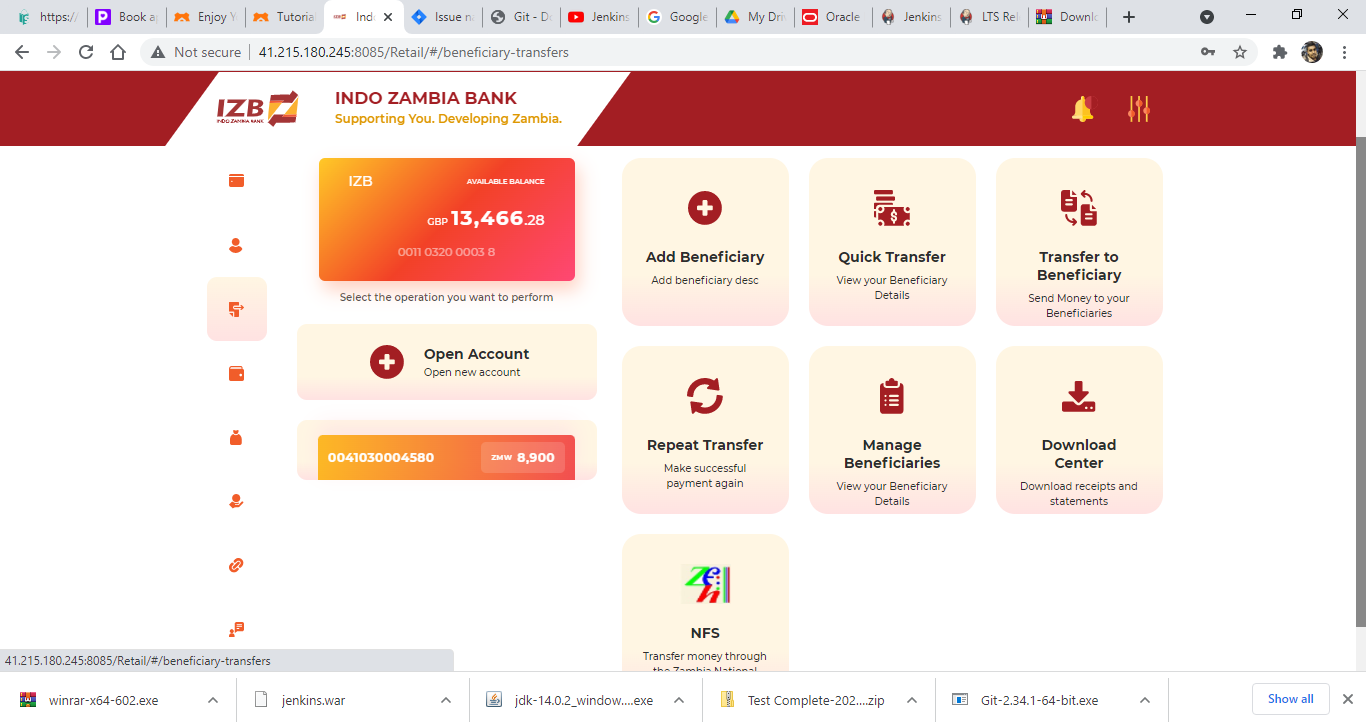 https:/
Book a
Enjoy Y
Tutoria
Ind
Issue na
Git - D
Jenkins
Google
My Dri
Oracle
Jenkins
LTS Rel
Downlo
Not secure
41.215.180.245:8085/Retail/#/beneficiary-transfers
IZB
INDO ZAMBIA BANK
INDO ZAMBIA BANK
Supporting You. Developing Zambia.
IZB
AVAILABLE BALANCE
GBP 13,466.28
0011 0320 0003 8
Select the operation you want to perform
Open Account
Open new account
0041030004580
ZMW 8,900
Add Beneficiary
Add beneficiary desc
Quick Transfer
View your Beneficiary
Details
Transfer to
Beneficiary
Send Money to your
Beneficiaries
Repeat Transfer
Make successful
payment again
Manage
Beneficiaries
View your Beneficiary
Details
Download
Center
Download receipts and
statements
NFS
Transfer money through
the Zambia National
41.215.180.245:8085/Retail/#/beneficiary-transfers
winrar-x64-602.exe
jenkins.war
jdk-14.0.2_window....exe
Test Complete-202....zip
Git-2.34.1-64-bit.exe
Show all